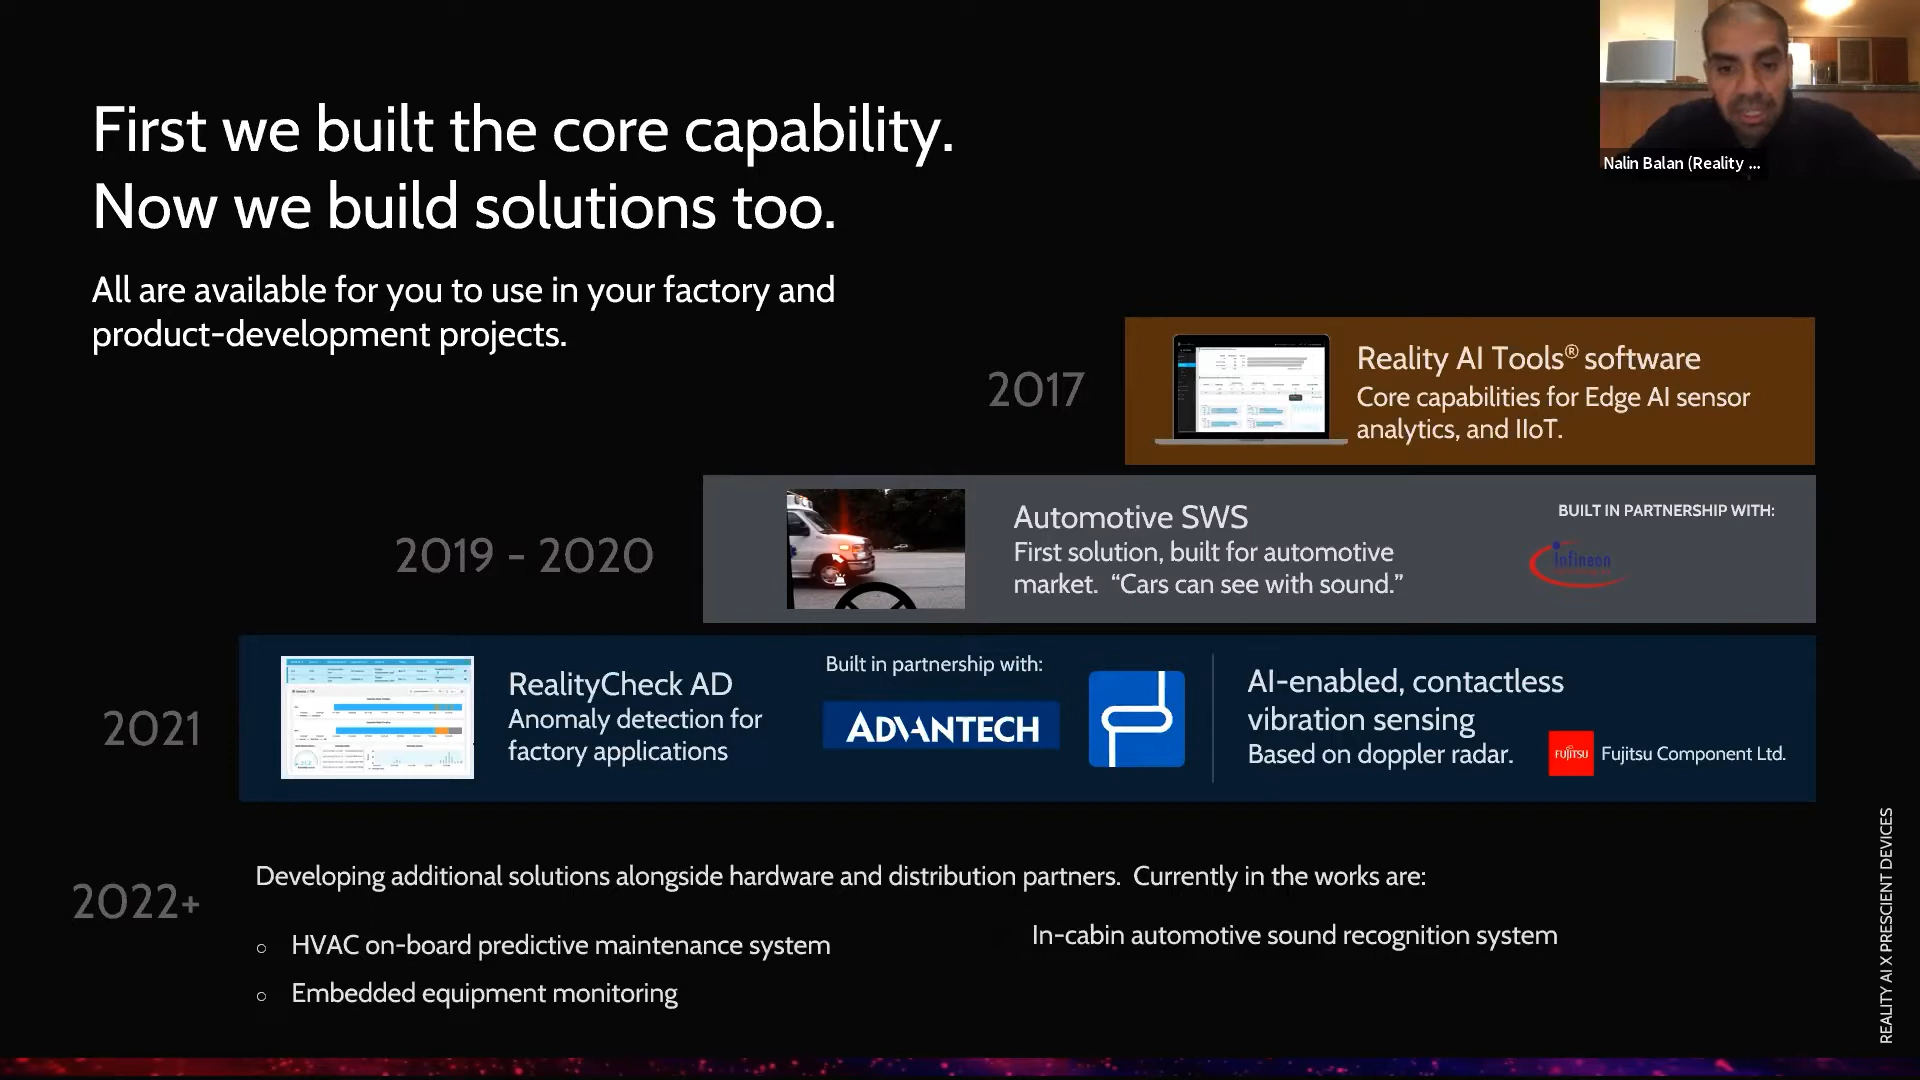 First we built the core capability.
Now we build solutions too.
All are available for you to use in your factory and
product-development projects.
Nalin Balan (Reality ...
2017
Reality AI Tools® software
Core capabilities for Edge AI sensor
analytics, and IIoT.
2019 - 2020
Automotive SWS
First solution, built for automotive
market. “Cars can see with sound.”
BUILT IN PARTNERSHIP WITH:
infineon
2021
RealityCheck AD
Anomaly detection for
factory applications
Built in partnership with:
ADVANTECH
AI-enabled, contactless
vibration sensing
Based on doppler radar.
FUJITSU
Fujitsu Component Ltd.
2022+
Developing additional solutions alongside hardware and distribution partners. Currently in the works are:
HVAC on-board predictive maintenance system
Embedded equipment monitoring
In-cabin automotive sound recognition system
REALITY AI X PRESCIENT DEVICES